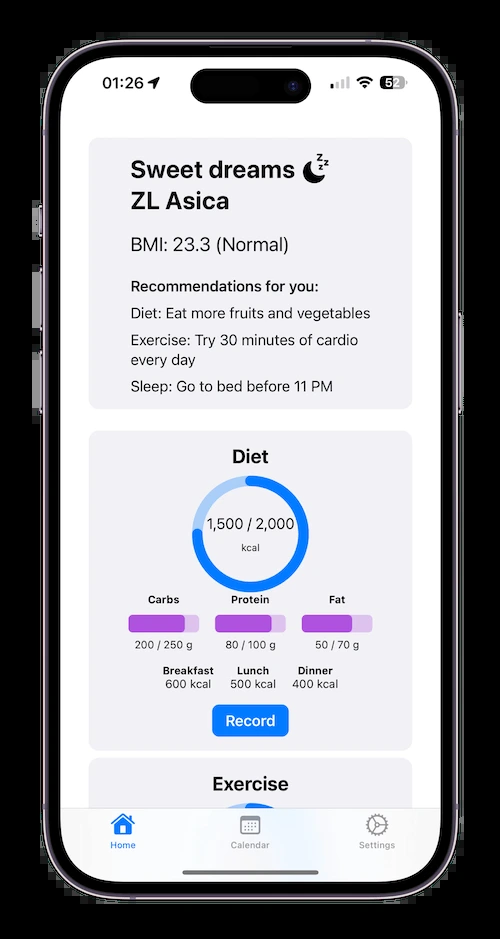 01:26
52
Sweet dreams
ZL Asica
BMI: 23.3 (Normal)
Recommendations for you:
Diet: Eat more fruits and vegetables
Exercise: Try 30 minutes of cardio
every day
Sleep: Go to bed before 11 PM
Diet
1,500 / 2,000
kcal
Carbs Protein Fat
200 / 250 g 80 / 100 g 50 / 70 g
Breakfast Lunch Dinner
600 kcal 500 kcal 400 kcal
Record
Exercise
Home Calendar Settings